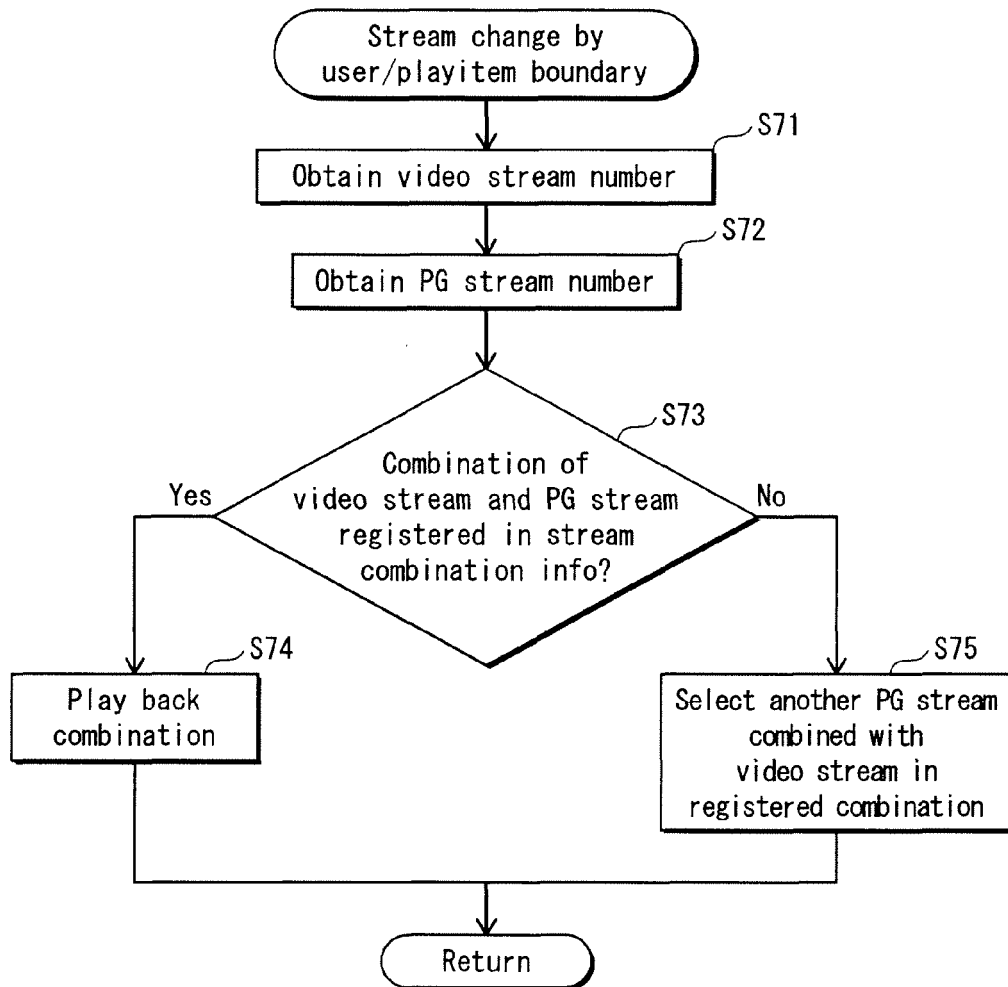 Stream change by
user/playitem boundary
S71
Obtain video stream number
S72
Obtain PG stream number
S73
Combination of
video stream and PG stream
registered in stream
combination info?
Yes
No
S74
Play back
combination
S75
Select another PG stream
combined with
video stream in
registered combination
Return